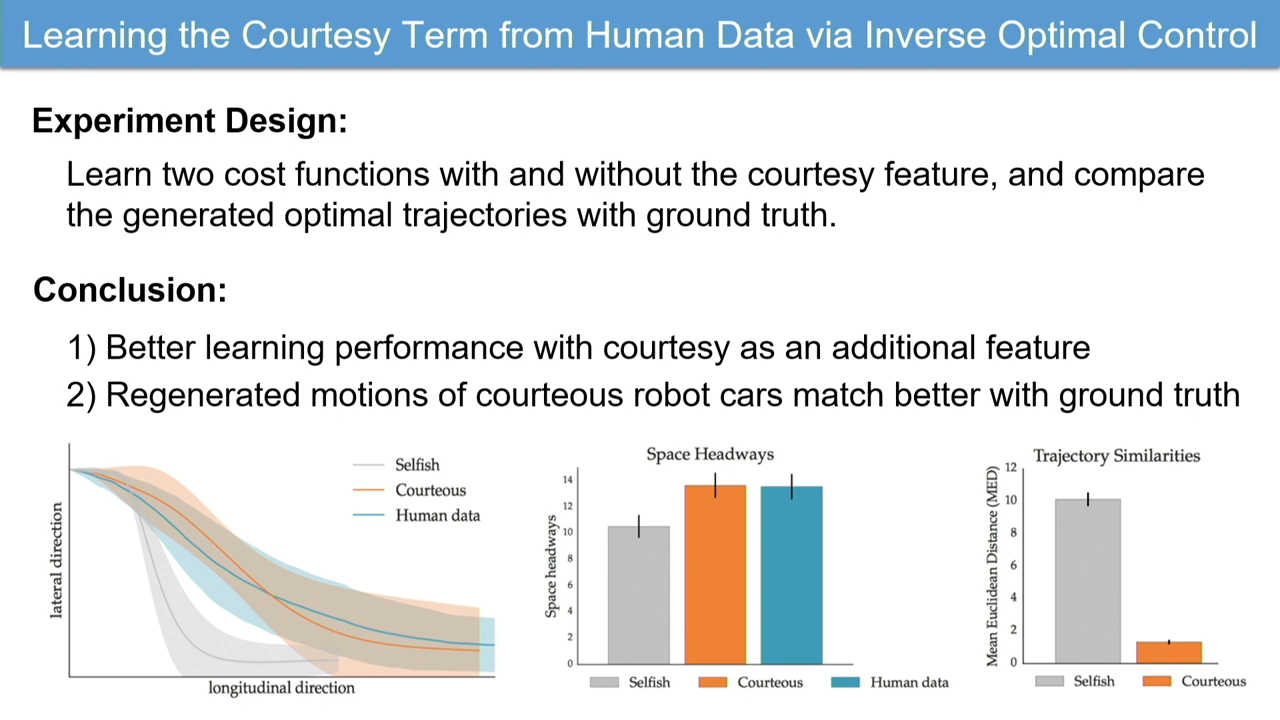 Learning the Courtesy Term from Human Data via Inverse Optimal Control
Experiment Design:
Learn two cost functions with and without the courtesy feature, and compare
the generated optimal trajectories with ground truth.
Conclusion:
1) Better learning performance with courtesy as an additional feature
2) Regenerated motions of courteous robot cars match better with ground truth
lateral direction
longitudinal direction
Selfish
Courteous
Human data
Space Headways
Space headways
14
12
10
8
6
4
2
0
Selfish
Courteous
Human data
Trajectory Similarities
Mean Euclidean Distance (MED)
12
10
8
6
4
2
0
Selfish
Courteous